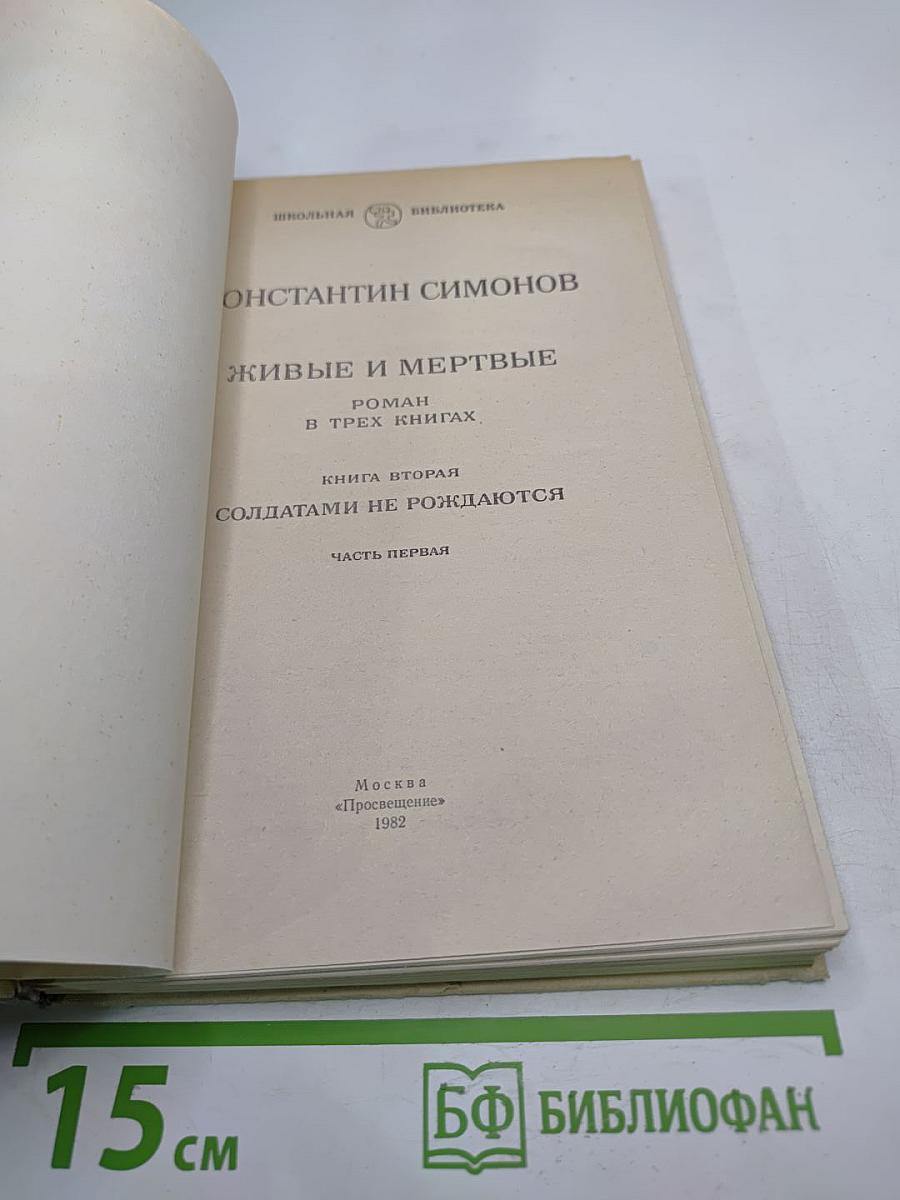 ШКОЛЬНАЯ БИБЛИОТЕКА
ОНСТАНТИН СИМОНОВ
ЖИВЫЕ И МЕРТВЫЕ
РОМАН
В ТРЕХ КНИГАХ
КНИГА ВТОРАЯ
СОЛДАТАМИ НЕ РОЖДАЮТСЯ
ЧАСТЬ ПЕРВАЯ
Москва
«Просвещение»
1982
15 см
БФ БИБЛИОФАН